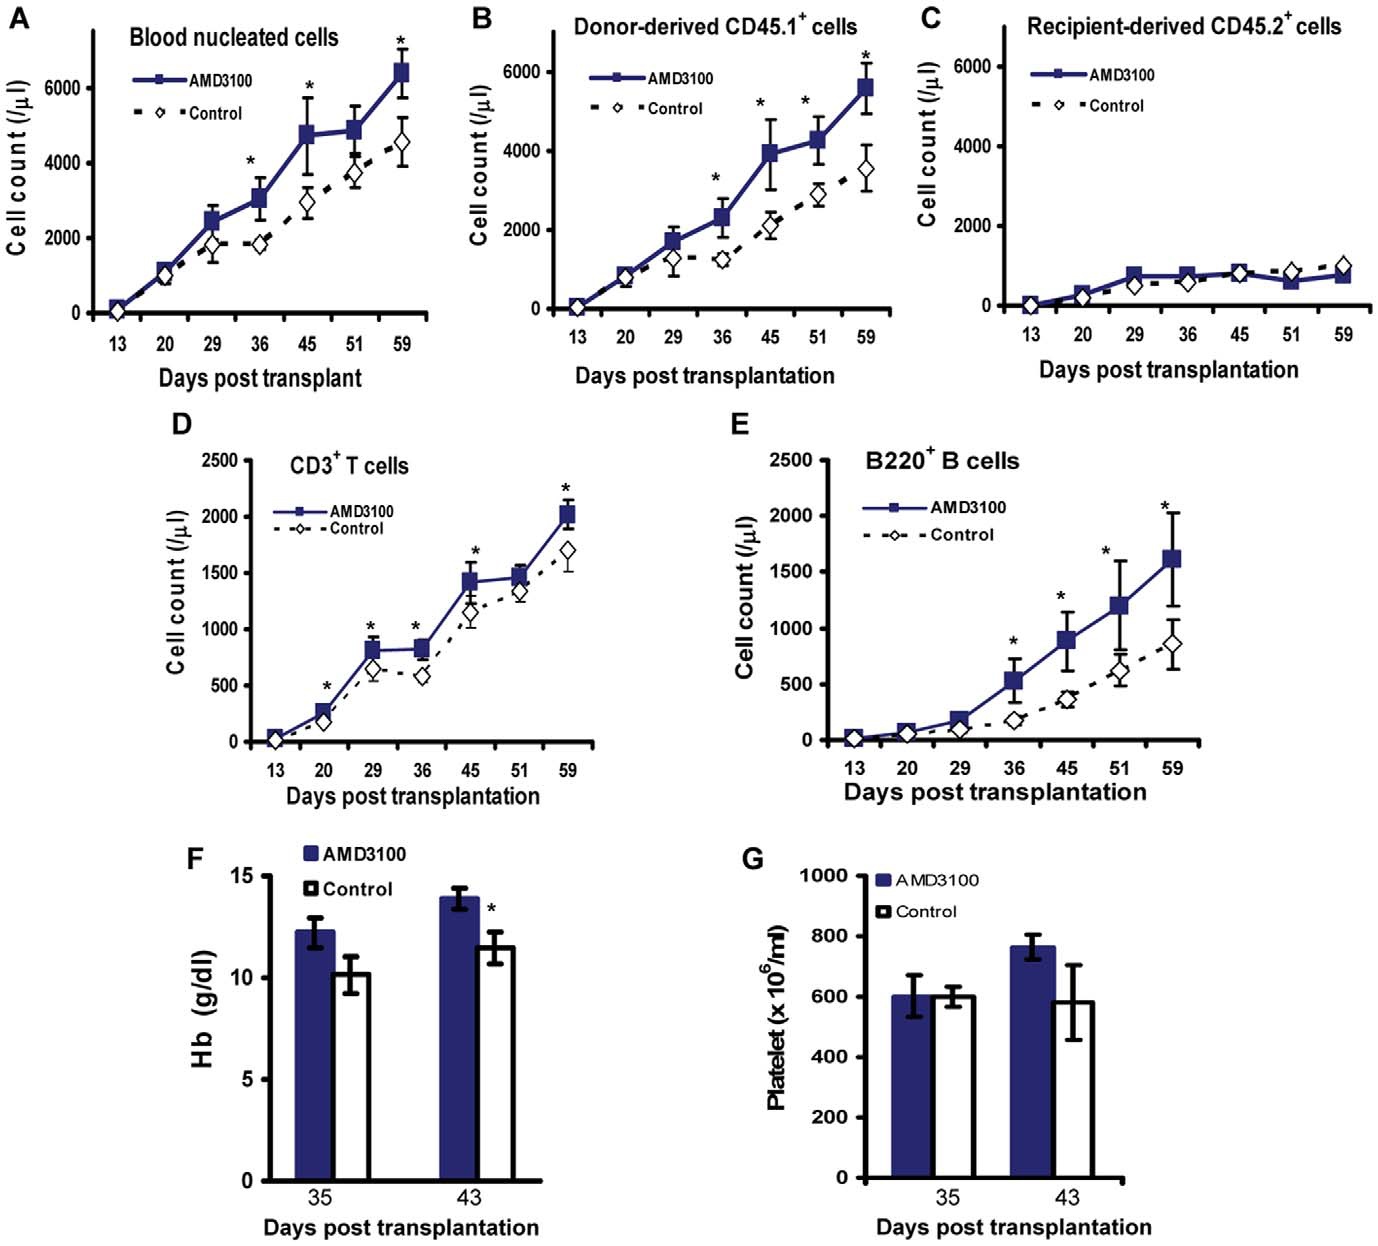 A
Blood nucleated cells
AMD3100
Control
Cell count (/μl)
6000
4000
2000
0
* * *
13 20 29 36 45 51 59
Days post transplant
B
Donor-derived CD45.1+ cells
AMD3100
Control
Cell count (/μl)
6000
4000
2000
0
* * * *
13 20 29 36 45 51 59
Days post transplantation
C
Recipient-derived CD45.2+ cells
AMD3100
Control
Cell count (/μl)
6000
4000
2000
0
13 20 29 36 45 51 59
Days post transplantation
D
CD3+ T cells
AMD3100
Control
Cell count (/μl)
2500
2000
1500
1000
500
0
* * * * *
13 20 29 36 45 51 59
Days post transplantation
E
B220+ B cells
AMD3100
Control
Cell count (/μl)
2500
2000
1500
1000
500
0
* * * *
13 20 29 36 45 51 59
Days post transplantation
F
AMD3100
Control
Hb (g/dl)
15
10
5
0
*
35 43
Days post transplantation
G
AMD3100
Control
Platelet (x 10⁶/ml)
1000
800
600
400
200
0
35 43
Days post transplantation